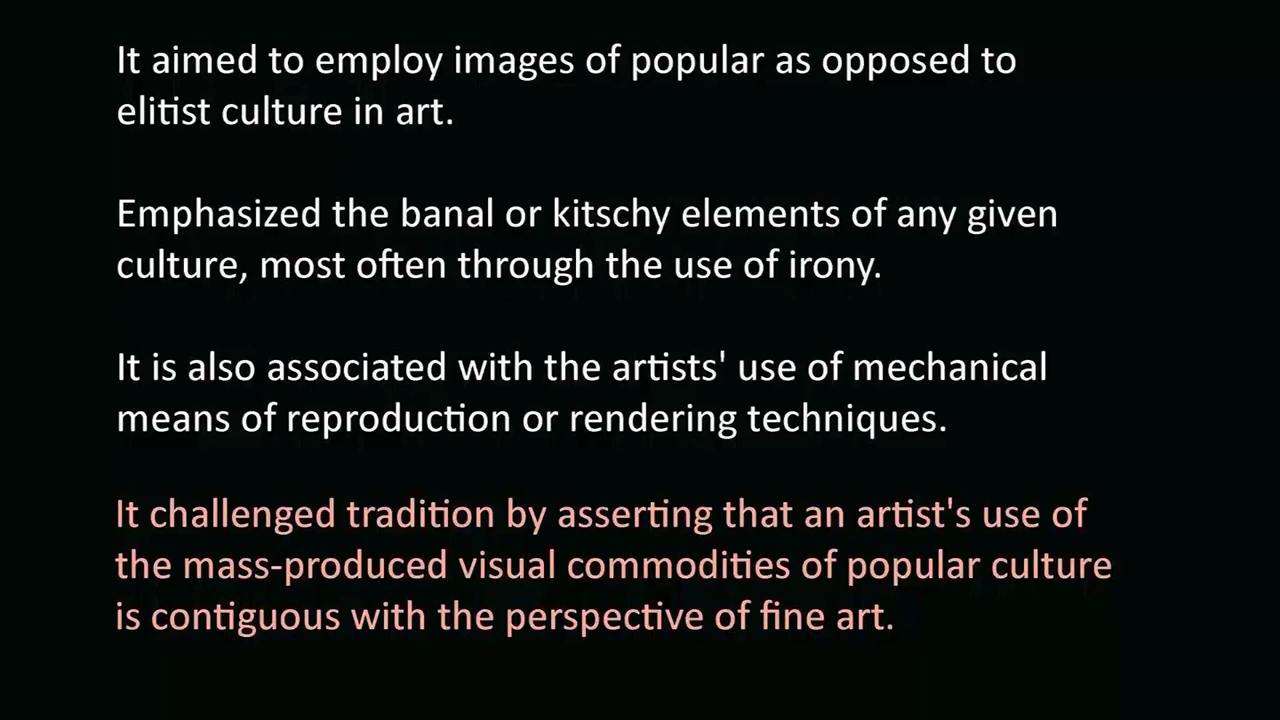 It aimed to employ images of popular as opposed to
elitist culture in art.
Emphasized the banal or kitschy elements of any given
culture, most often through the use of irony.
It is also associated with the artists' use of mechanical
means of reproduction or rendering techniques.
It challenged tradition by asserting that an artist's use of
the mass-produced visual commodities of popular culture
is contiguous with the perspective of fine art.